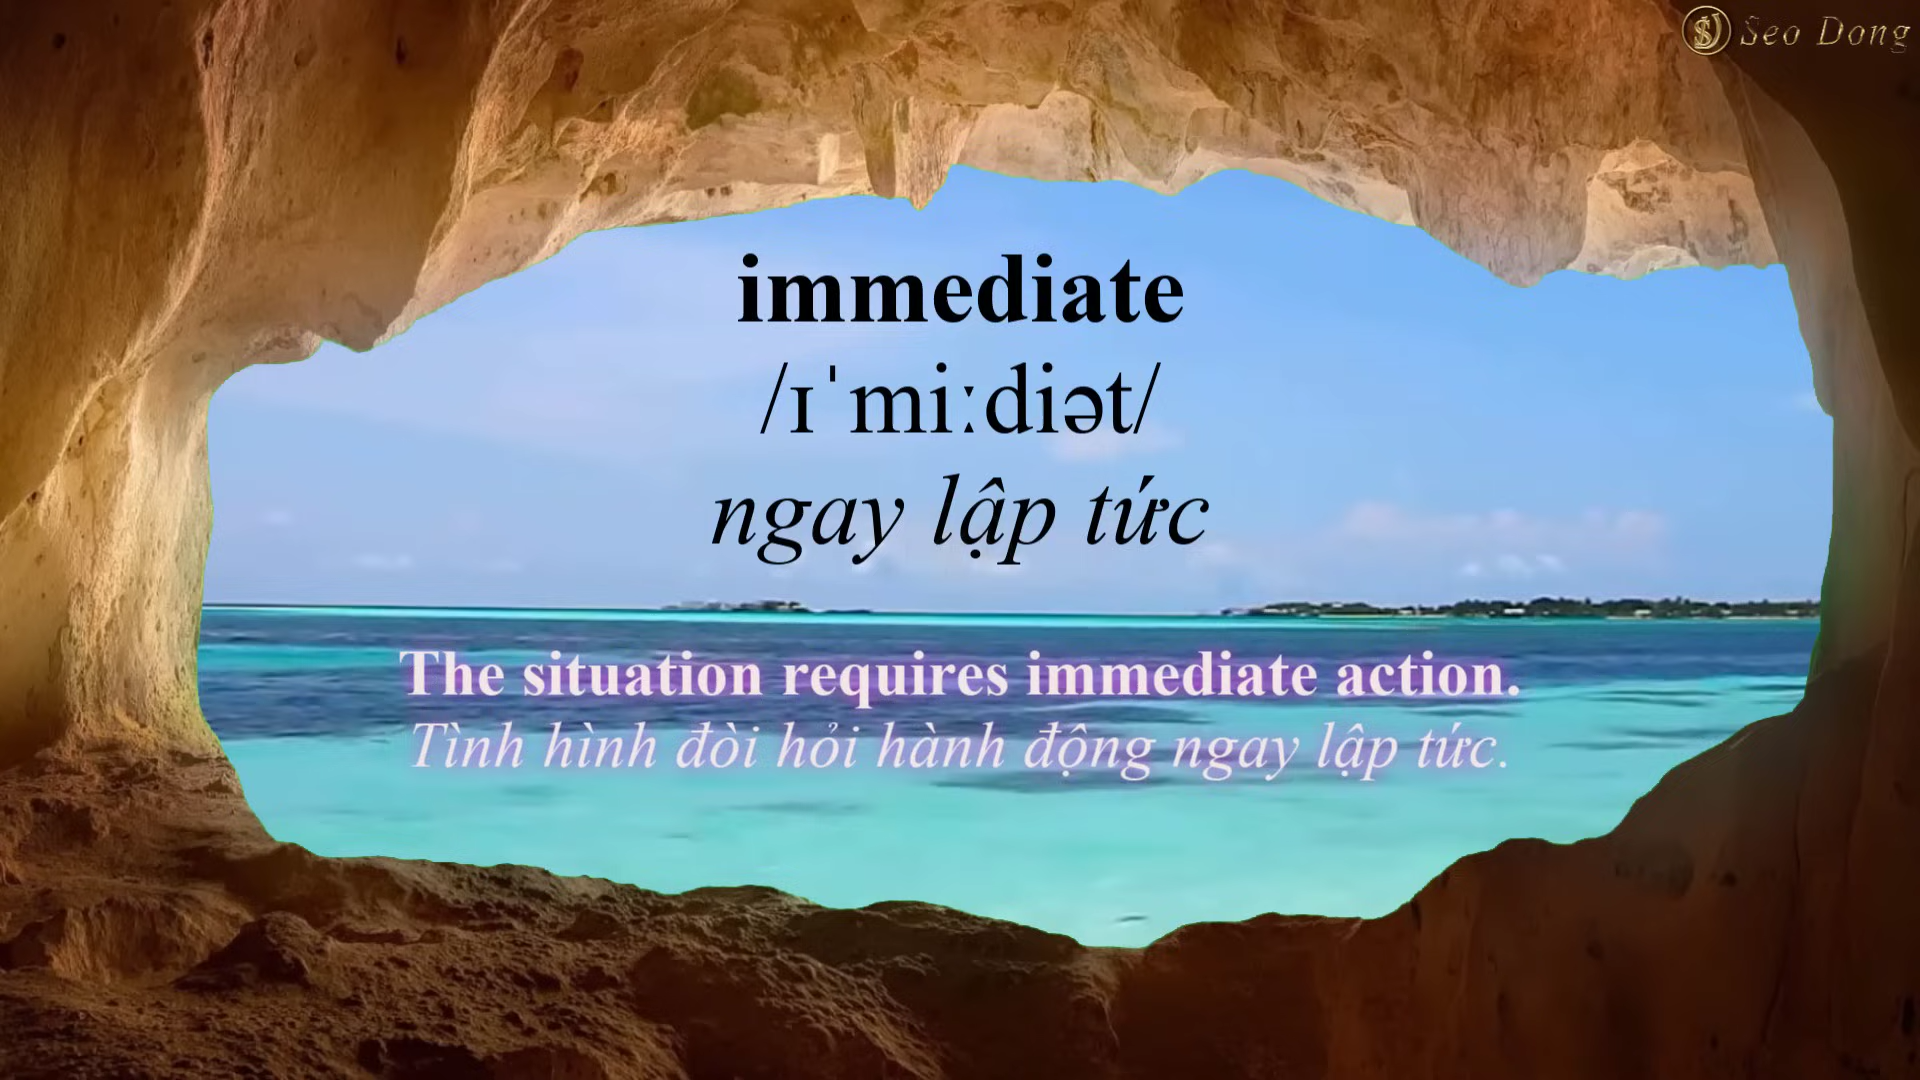 Seo Dong
immediate
/ɪˈmiːdiət/
ngay lập tức
The situation requires immediate action.
Tình hình đòi hỏi hành động ngay lập tức.